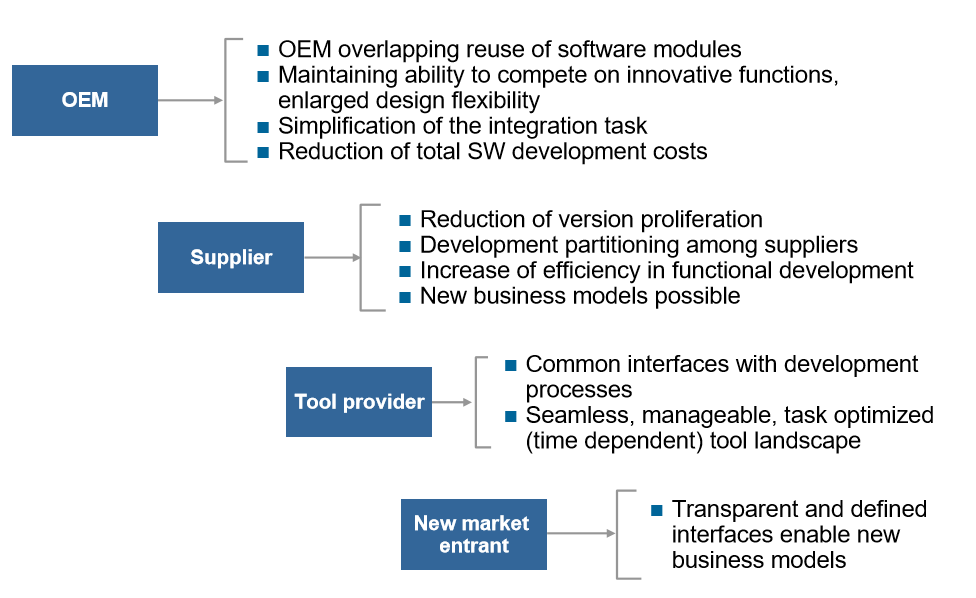 OEM
OEM overlapping reuse of software modules
Maintaining ability to compete on innovative functions,
enlarged design flexibility
Simplification of the integration task
Reduction of total SW development costs
Supplier
Reduction of version proliferation
Development partitioning among suppliers
Increase of efficiency in functional development
New business models possible
Tool provider
Common interfaces with development
processes
Seamless, manageable, task optimized
(time dependent) tool landscape
New market
entrant
Transparent and defined
interfaces enable new
business models